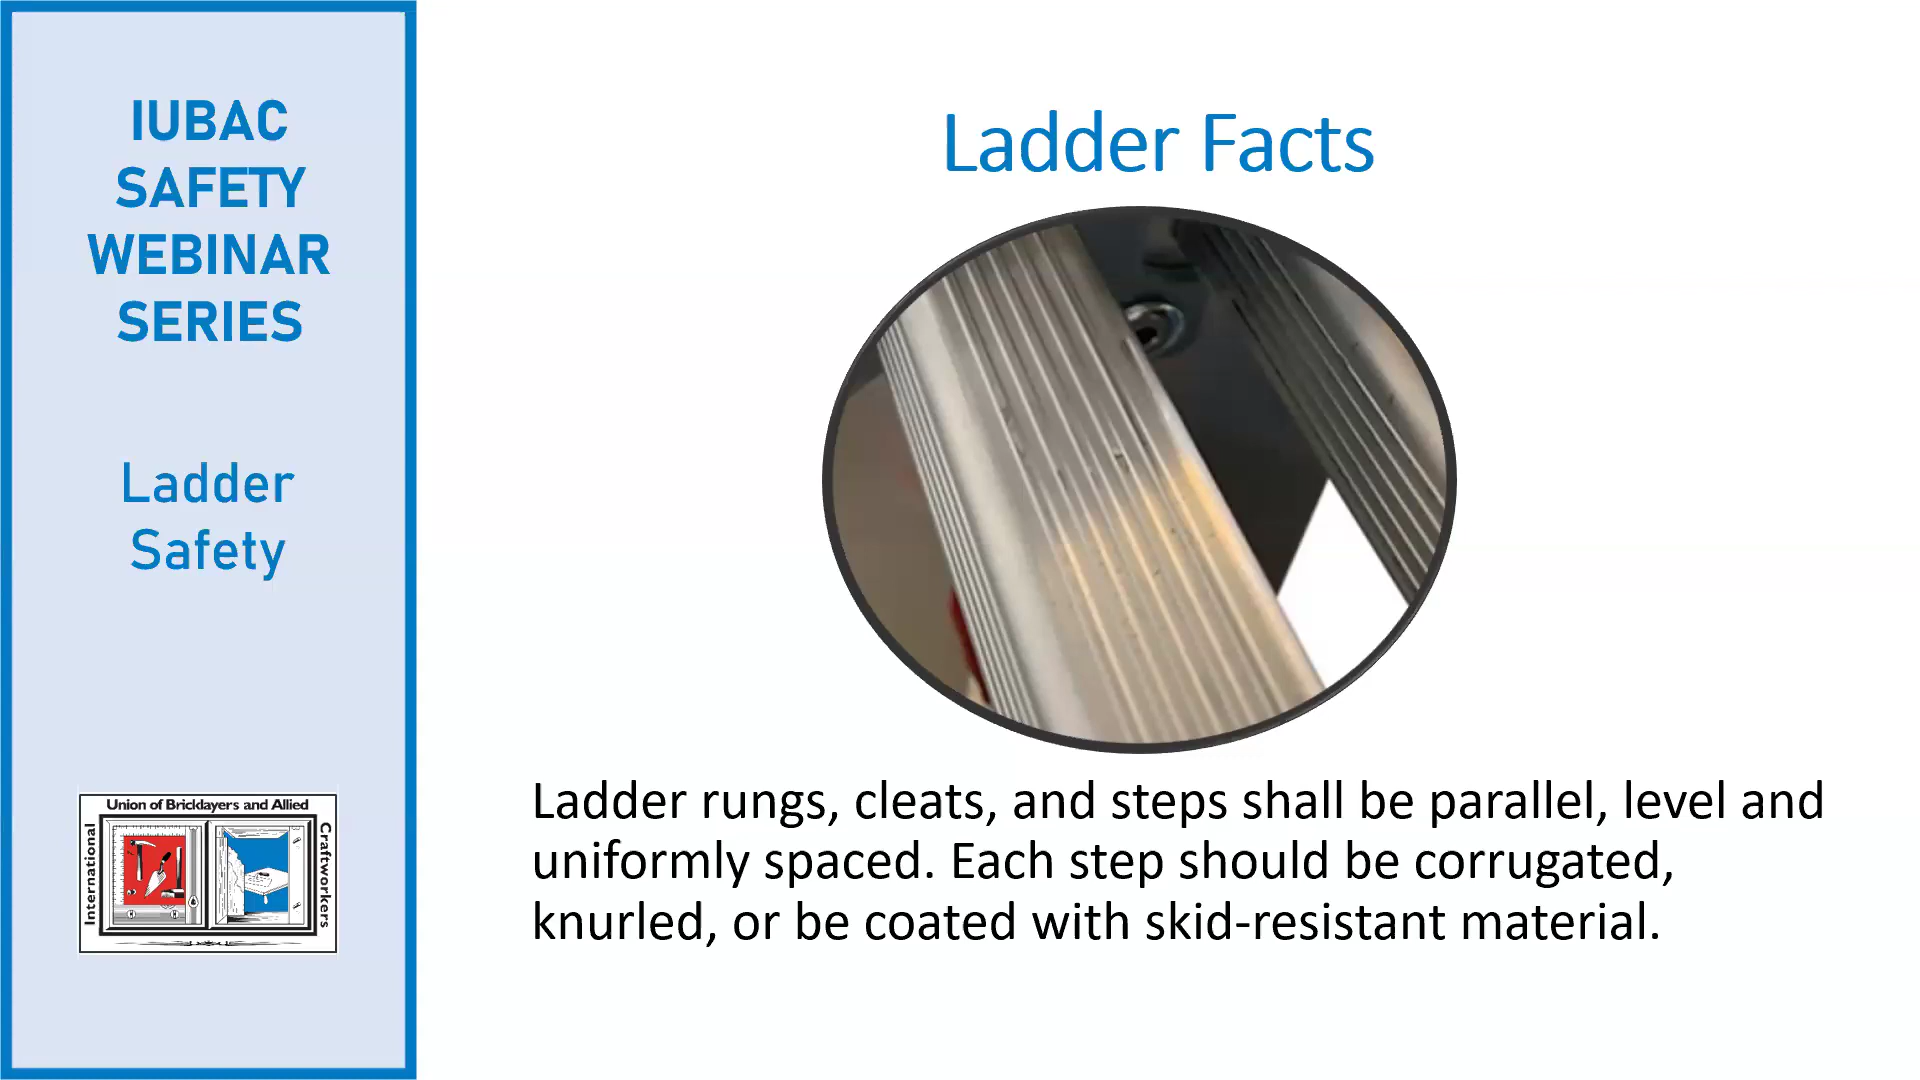 IUBAC
SAFETY
WEBINAR
SERIES
Ladder
Safety
Union of Bricklayers and Allied
International
Craftworkers
Ladder Facts
Ladder rungs, cleats, and steps shall be parallel, level and
uniformly spaced. Each step should be corrugated,
knurled, or be coated with skid-resistant material.